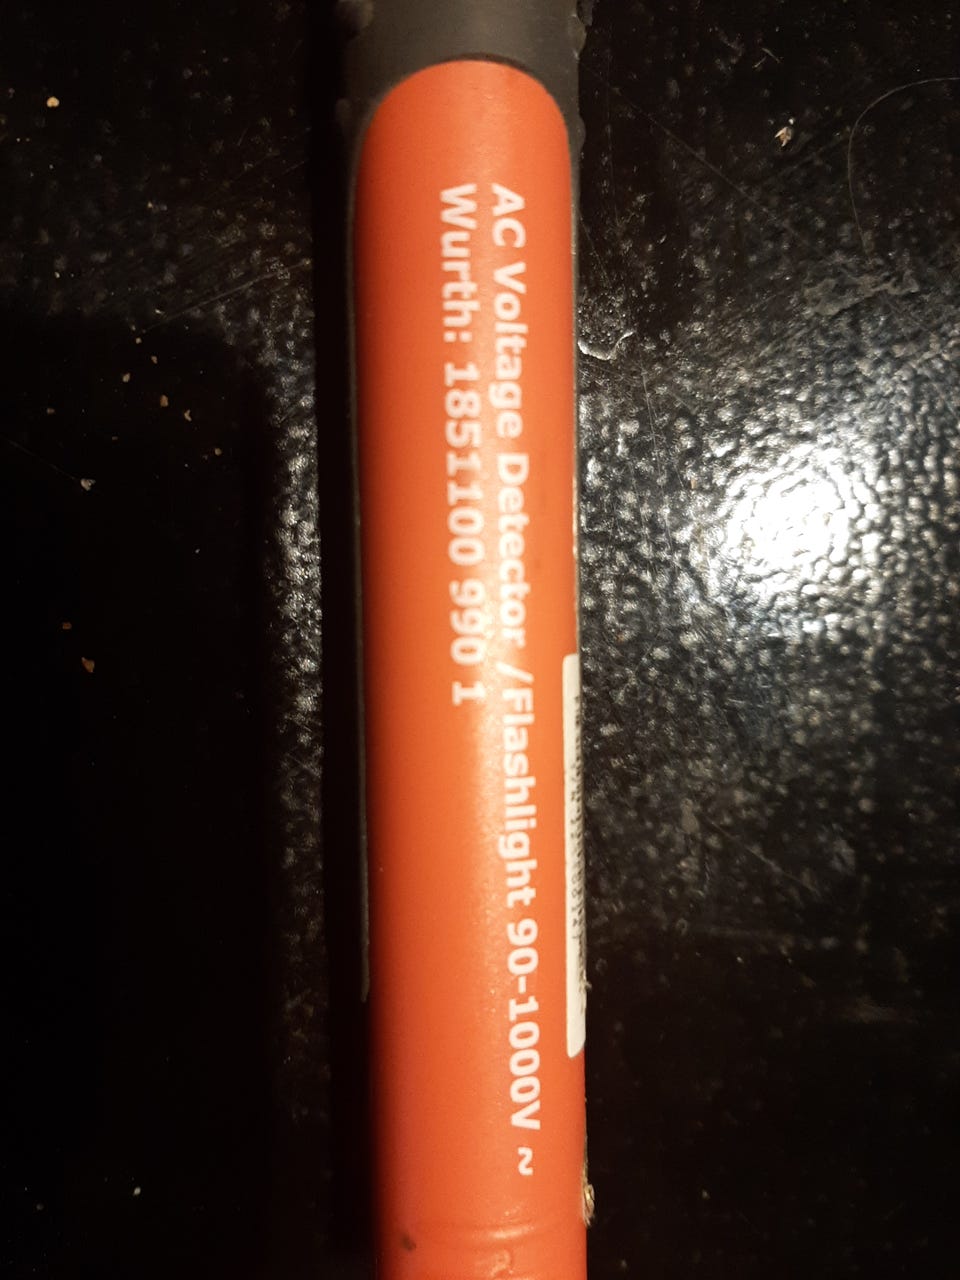 AC Voltage Detector /Flashlight 90-1000V ~
Wurth: 1851100 990 1